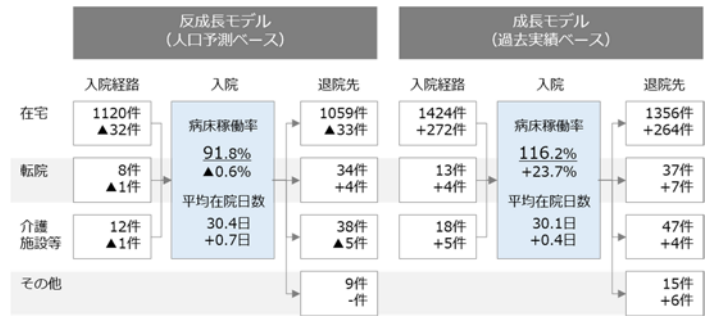 反成長モデル
（人口予測ベース）
成長モデル
（過去実績ベース）
入院経路
入院
退院先
入院経路
入院
退院先
在宅
1120件
▲32件
病床稼働率
91.8%
▲0.6%
平均在院日数
30.4日
+0.7日
1059件
▲33件
1424件
+272件
病床稼働率
116.2%
+23.7%
平均在院日数
30.1日
+0.4日
1356件
+264件
転院
8件
▲1件
34件
+4件
13件
+4件
37件
+7件
介護
施設等
12件
▲1件
38件
▲5件
18件
+5件
47件
+4件
その他
9件
-件
15件
+6件